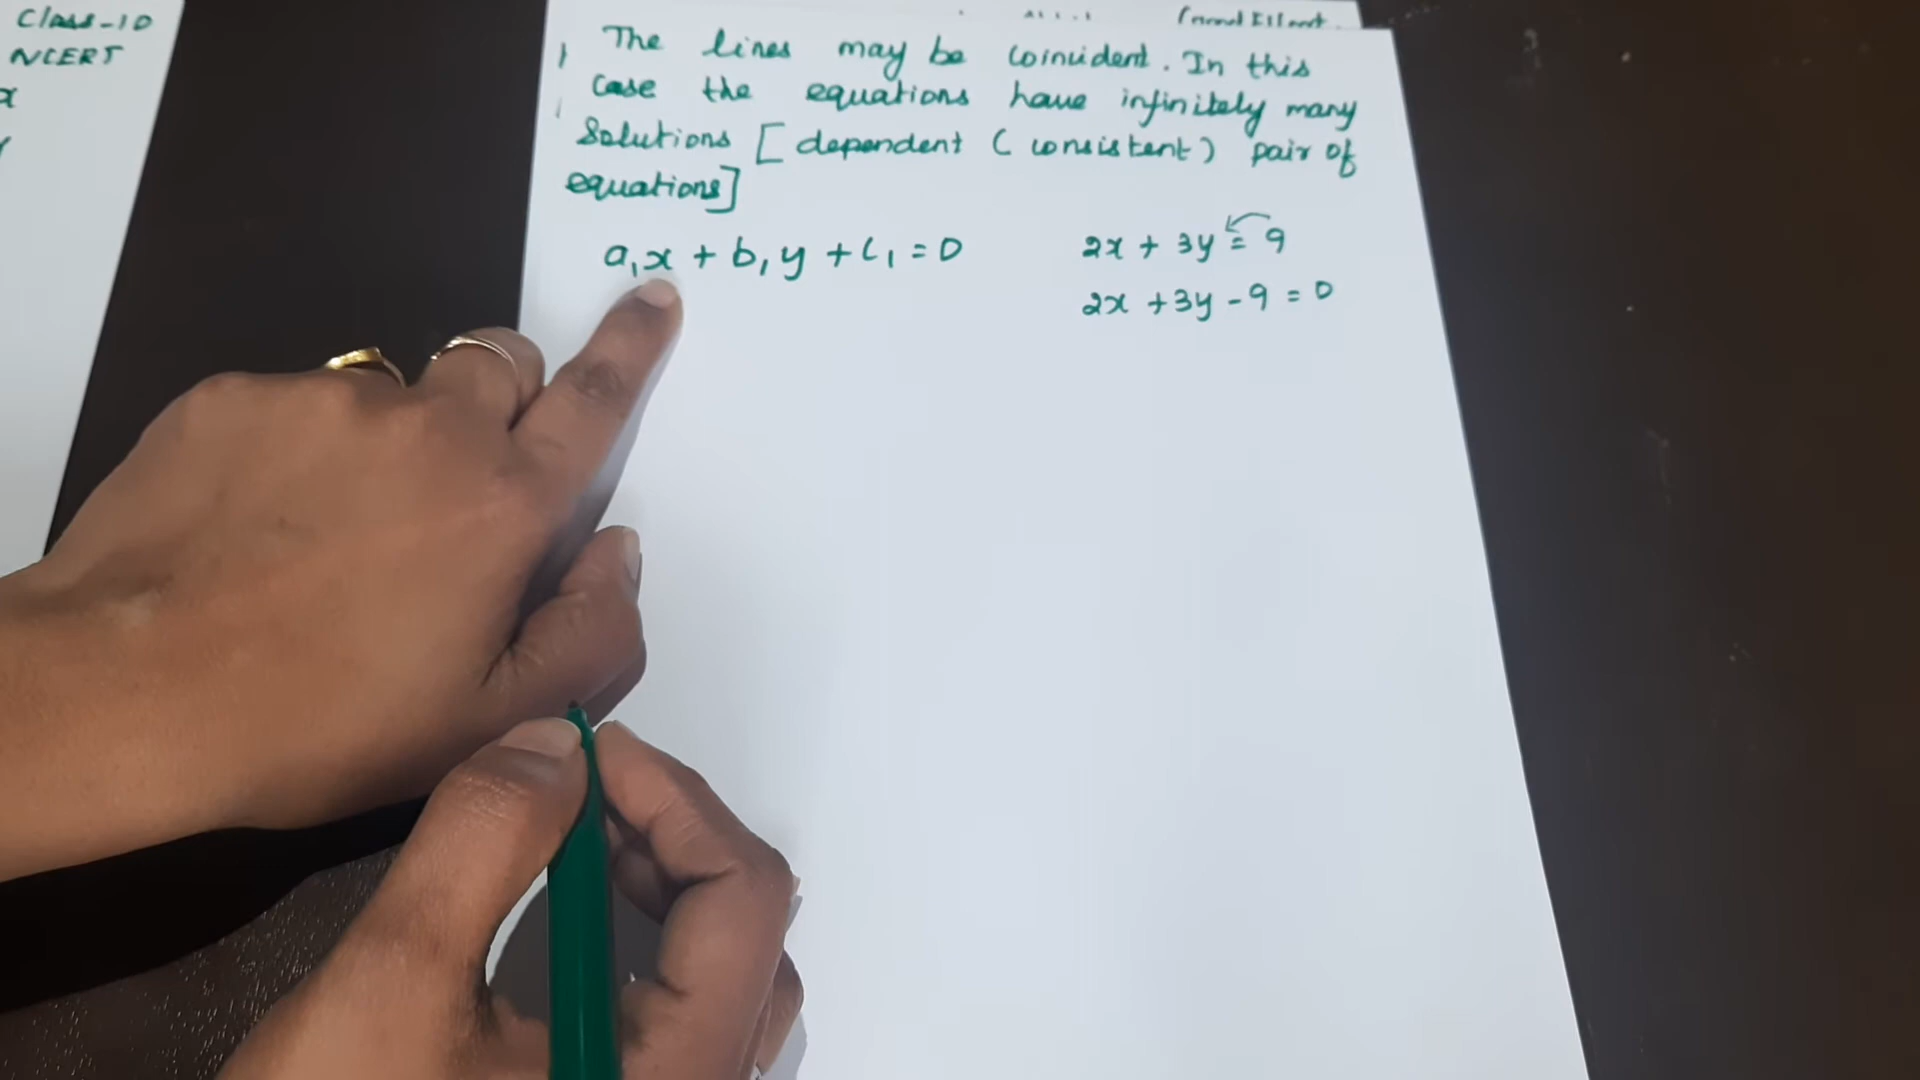 Class-10
NCERT
x
The lines may be coinident. In this
case the equations have infinitely many
Solutions [dependent (consistent) pair of
equations]
a₁x + b₁y + c₁ = 0
2x + 3y = 9
2x + 3y - 9 = 0